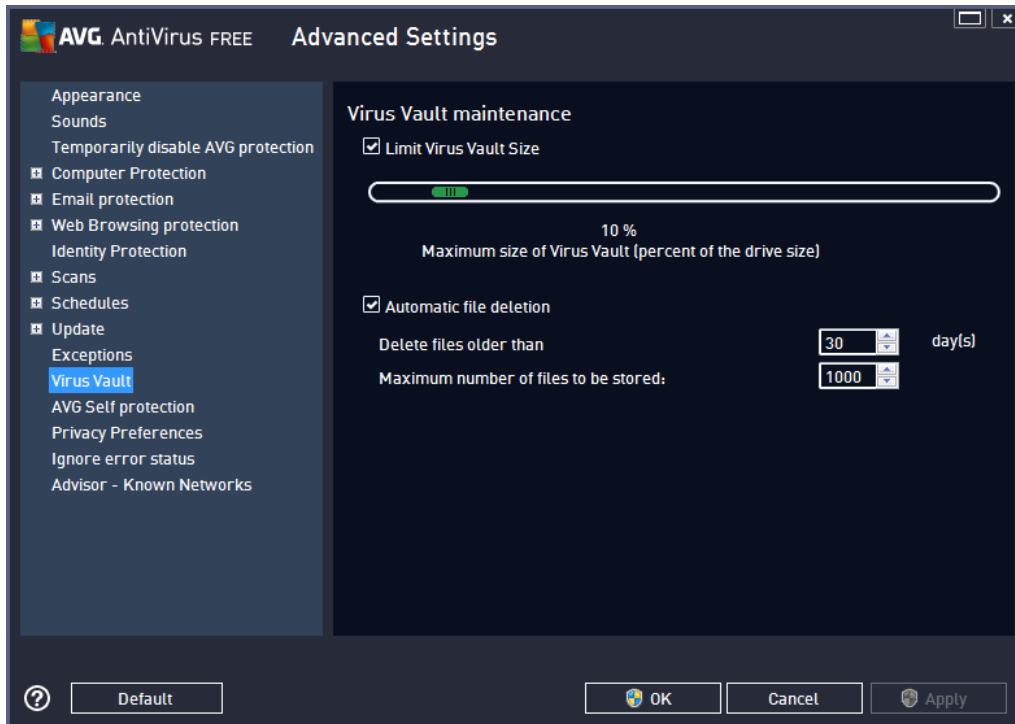 AVG. AntiVirus FREE Advanced Settings
Appearance
Sounds
Temporarily disable AVG protection
Computer Protection
Email protection
Web Browsing protection
Identity Protection
Scans
Schedules
Update
Exceptions
Virus Vault
AVG Self protection
Privacy Preferences
Ignore error status
Advisor - Known Networks
Virus Vault maintenance
Limit Virus Vault Size
10 %
Maximum size of Virus Vault (percent of the drive size)
Automatic file deletion
Delete files older than 30 day(s)
Maximum number of files to be stored: 1000
? Default OK Cancel Apply